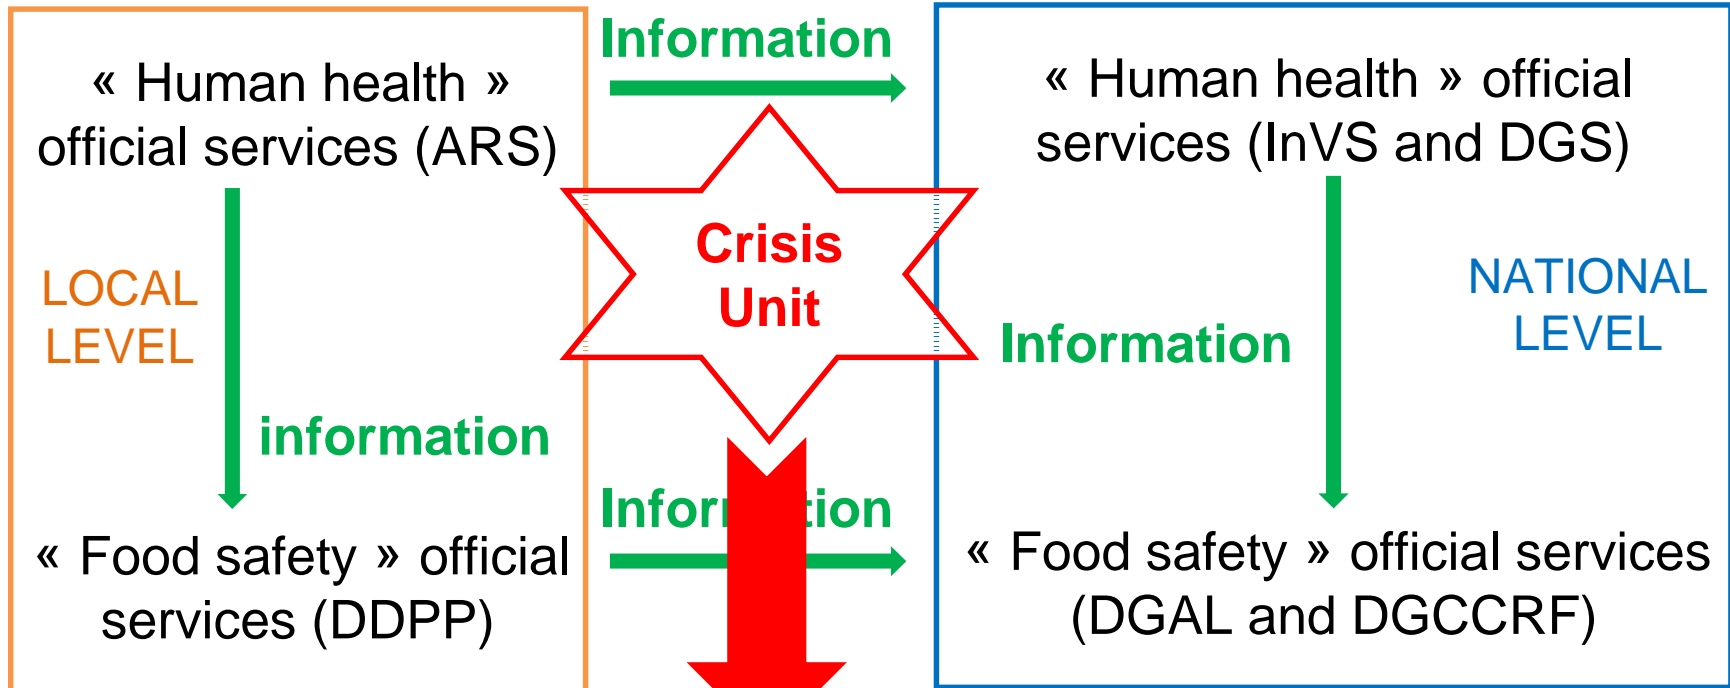 « Human health »
official services (ARS)
Information
« Human health » official
services (InVS and DGS)
Crisis
Unit
LOCAL
LEVEL
NATIONAL
LEVEL
Information
information
Information
« Food safety » official
services (DDPP)
« Food safety » official services
(DGAL and DGCCRF)